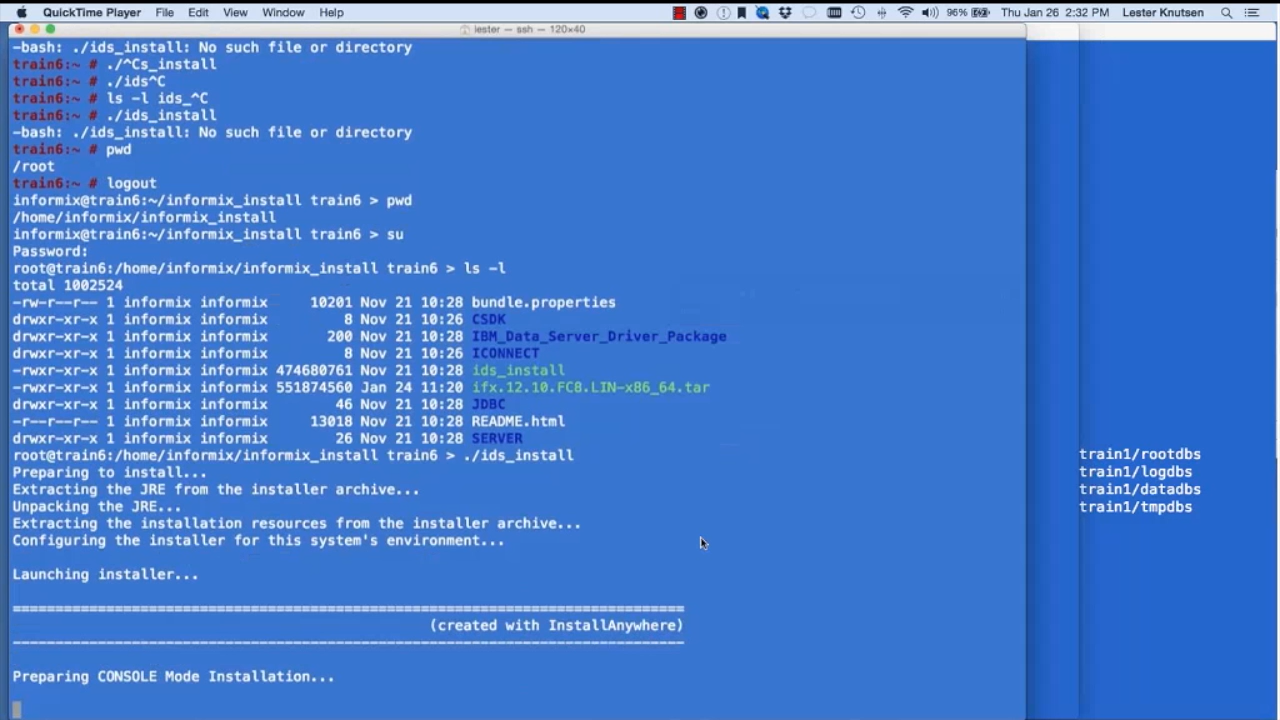 QuickTime Player File Edit View Window Help 96% Thu Jan 26 2:32 PM Lester Knutsen
lester — ssh — 120×40
-bash: ./ids_install: No such file or directory
train6:~ # ./^Cs_install
train6:~ # ./ids^C
train6:~ # ls -l ids_^C
train6:~ # ./ids_install
-bash: ./ids_install: No such file or directory
train6:~ # pwd
/root
train6:~ # logout
informix@train6:~/informix_install train6 > pwd
/home/informix/informix_install
informix@train6:~/informix_install train6 > su
Password:
root@train6:/home/informix/informix_install train6 > ls -l
total 1002524
-rw-r--r-- 1 informix informix     10201 Nov 21 10:28 bundle.properties
drwxr-xr-x 1 informix informix         8 Nov 21 10:26 CSDK
drwxr-xr-x 1 informix informix       200 Nov 21 10:28 IBM_Data_Server_Driver_Package
drwxr-xr-x 1 informix informix         8 Nov 21 10:26 ICONNECT
-rwxr-xr-x 1 informix informix 474680761 Nov 21 10:28 ids_install
-rwxr-xr-x 1 informix informix 551874560 Jan 24 11:20 ifx.12.10.FC8.LIN-x86_64.tar
drwxr-xr-x 1 informix informix        46 Nov 21 10:28 JDBC
-r--r--r-- 1 informix informix     13018 Nov 21 10:28 README.html
drwxr-xr-x 1 informix informix        26 Nov 21 10:28 SERVER
root@train6:/home/informix/informix_install train6 > ./ids_install
Preparing to install...
Extracting the JRE from the installer archive...
Unpacking the JRE...
Extracting the installation resources from the installer archive...
Configuring the installer for this system's environment...
Launching installer...
===============================================================================
(created with InstallAnywhere)
-------------------------------------------------------------------------------
Preparing CONSOLE Mode Installation...
train1/rootdbs
train1/logdbs
train1/datadbs
train1/tmpdbs